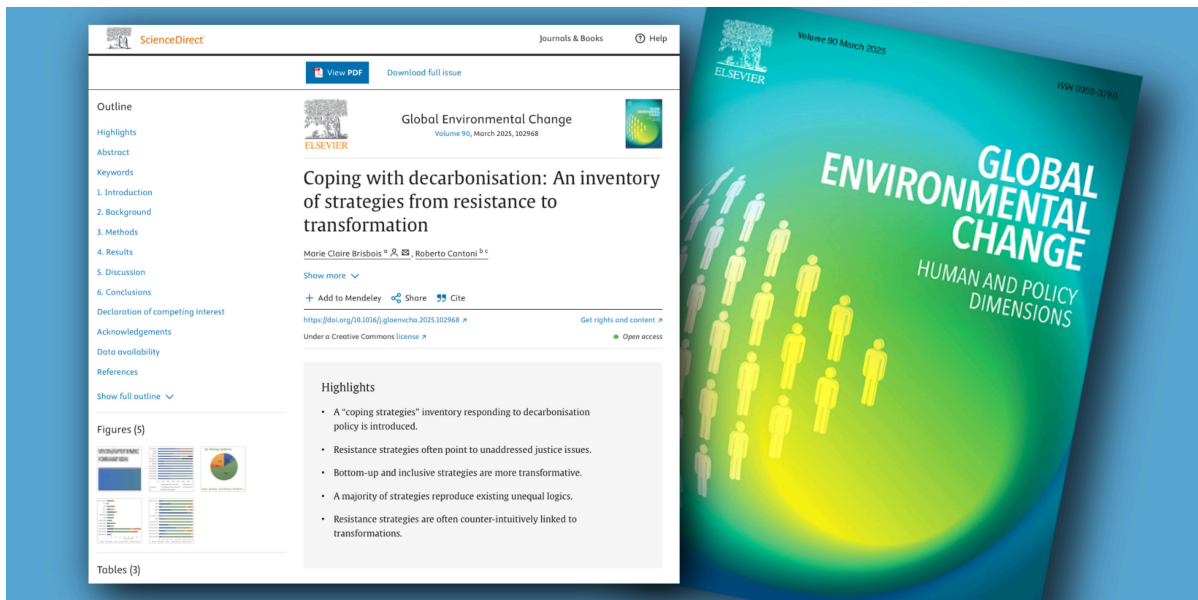 ScienceDirect
Journals & Books
Help
View PDF
Download full issue
Outline
Highlights
Abstract
Keywords
1. Introduction
2. Background
3. Methods
4. Results
5. Discussion
6. Conclusions
Declaration of competing interest
Acknowledgements
Data availability
References
Show full outline
Figures (5)
Tables (3)
ELSEVIER
Global Environmental Change
Volume 90, March 2025, 102968
Coping with decarbonisation: An inventory
of strategies from resistance to
transformation
Marie Claire Brisbois a, Roberto Cantoni b c
Show more
Add to Mendeley
Share
Cite
https://doi.org/10.1016/j.gloenvcha.2025.102968
Get rights and content
Under a Creative Commons license
Open access
Highlights
• A “coping strategies” inventory responding to decarbonisation
policy is introduced.
• Resistance strategies often point to unaddressed justice issues.
• Bottom-up and inclusive strategies are more transformative.
• A majority of strategies reproduce existing unequal logics.
• Resistance strategies are often counter-intuitively linked to
transformations.
ELSEVIER
Volume 90 March 2025
ISSN 0959-3780
GLOBAL
ENVIRONMENTAL
CHANGE
HUMAN AND POLICY
DIMENSIONS